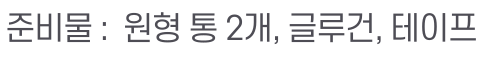 준비물 : 원형 통 2개, 글루건, 테이프